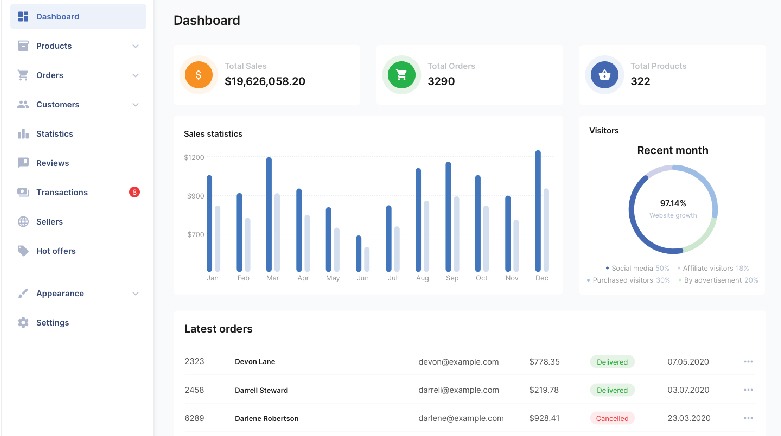 Dashboard
Products
Orders
Customers
Statistics
Reviews
Transactions 8
Sellers
Hot offers
Appearance
Settings
Dashboard
Total Sales
$19,626,058.20
Total Orders
3290
Total Products
322
Sales statistics
$1200
$900
$700
Jan Feb Mar Apr May Jun Jul Aug Sep Oct Nov Dec
Visitors
Recent month
97.14%
Website growth
Affiliate visitors 18%
Social media
Purchased visitors 30%
By advertisement 20%
Latest orders
2323 Devon Lane devon@example.com $778.35 Delivered 07.05.2020
2458 Darrell Steward darrell@example.com $219.78 Delivered 03.07.2020
6289 Darlene Robertson darlene@example.com $928.41 Cancelled 23.03.2020